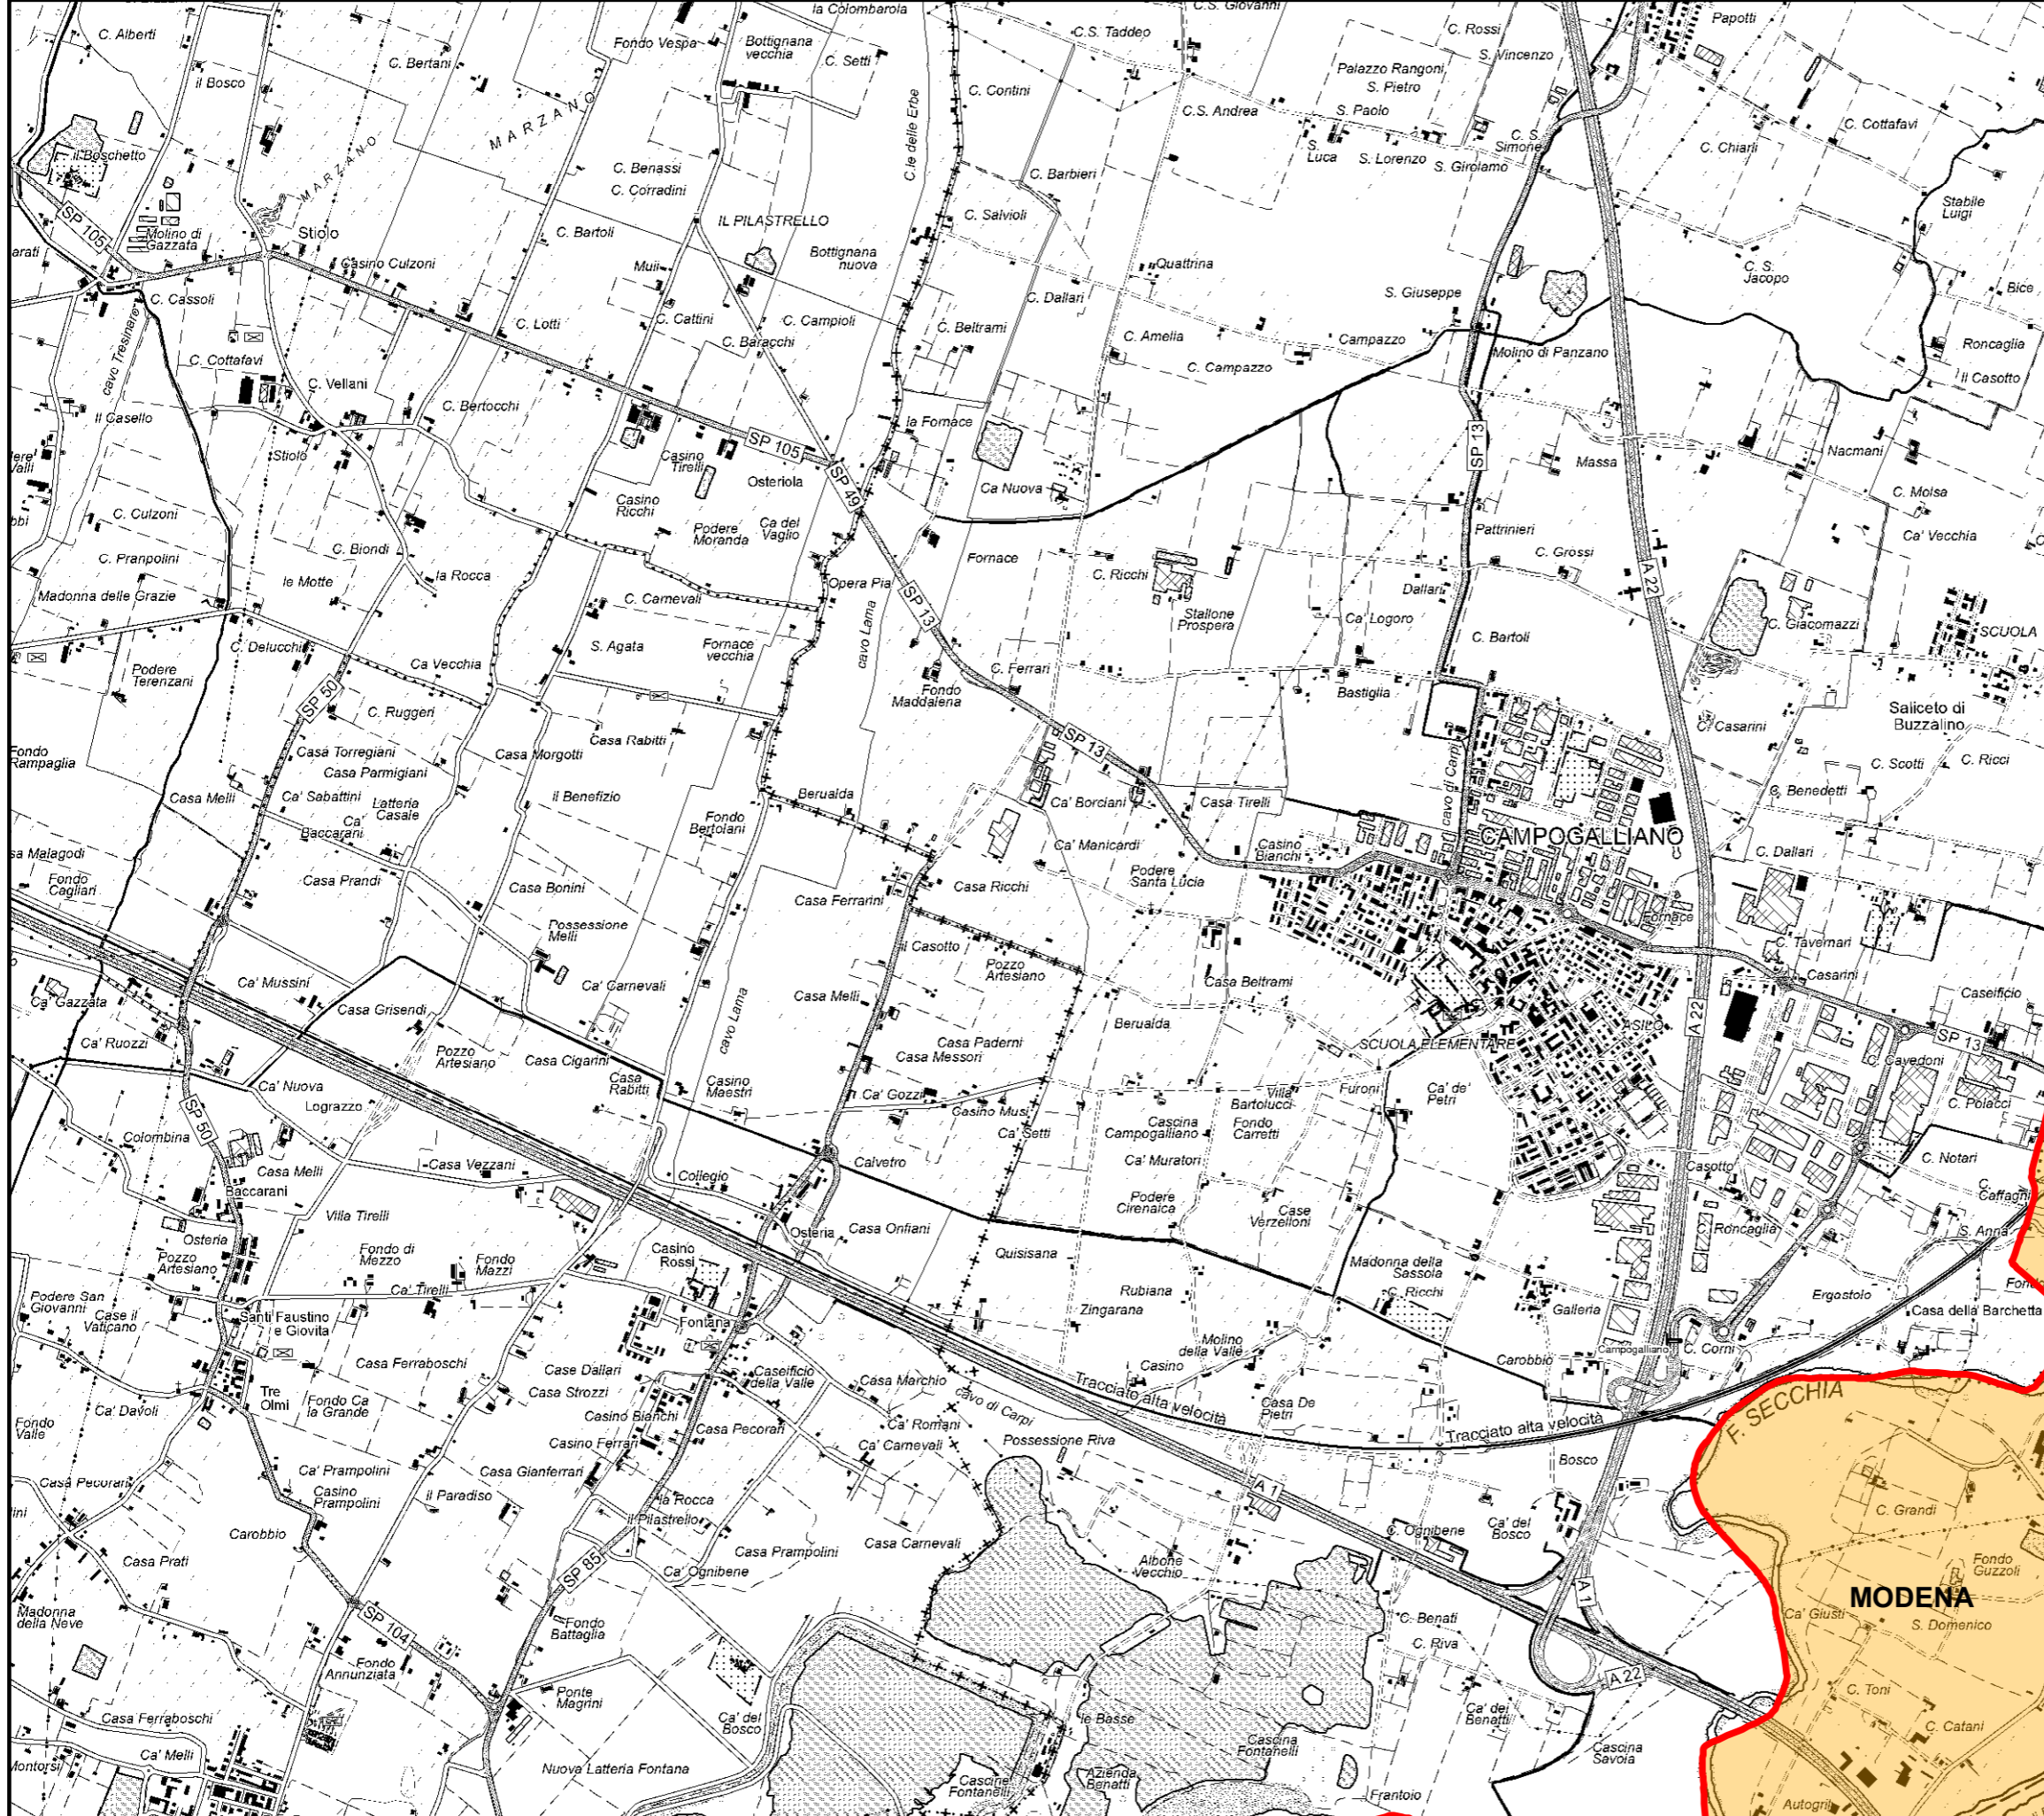 la Colombarola
C.S. Giovanni
C. Alberti
Fondo Vespa
Bottignana
vecchia
C. Setti
C.S. Taddeo
C. Rossi
Papotti
S. Vincenzo
C. Bertani
il Bosco
Palazzo Rangoni
S. Pietro
C. Contini
C.le delle Erbe
C.S. Andrea
S. Paolo
MARZANO
MARZANO
C. Cottafavi
C. S.
Simone
C. Chiarli
S.
Luca
S. Lorenzo
S. Girolamo
il Boschetto
C. Benassi
C. Corradini
C. Barbieri
Stabile
Luigi
SP 105
Molino di
Gazzata
Stiolo
C. Bartoli
IL PILASTRELLO
C. Salvioli
Bottignana
nuova
arati
Casino Culzoni
Quattrina
C. S.
Jacopo
Bice
C. Cassoli
C. Dallari
S. Giuseppe
C. Lotti
C. Cattini
C. Campioli
C. Beltrami
C. Baracchi
C. Amelia
Campazzo
Molino di Panzano
Roncaglia
cavo Tresinaro
C. Cottafavi
C. Campazzo
il Casotto
C. Vellani
C. Bertocchi
Il Casello
la Fornace
SP 105
SP 13
Stiolo
Casino
Tirelli
Osteriola
SP 49
Massa
Nacmani
Casino
Ricchi
Ca Nuova
C. Molsa
C. Culzoni
Podere
Moranda
Ca del
Vaglio
Pattrinieri
Ca' Vecchia
C. Pranpolini
C. Biondi
Fornace
C. Grossi
le Motte
la Rocca
C. Ricchi
A 22
Opera Pia
Madonna delle Grazie
C. Carnevali
SP 13
Dallari
Stallone
Prospera
Ca' Logoro
C. Giacomazzi
SCUOLA
C. Bartoli
cavo Lama
C. Delucchi
S. Agata
Fornace
vecchia
Podere
Terenzani
Ca Vecchia
C. Ferrari
Bastiglia
Fondo
Maddalena
SP 50
C. Ruggeri
Saliceto di
Buzzalino
C. Casarini
Casa Rabitti
SP 13
Fondo
Rampaglia
Casa Torregiani
Casa Morgotti
Casa Parmigiani
C. Scotti
C. Ricci
cavo di Carpi
Casa Melli
Ca' Sabattini
Latteria
Casale
il Benefizio
Berualda
Ca' Borciani
Casa Tirelli
C. Benedetti
Ca'
Baccarani
Fondo
Bertolani
CAMPOGALLIANO
Ca' Manicardi
Casino
Bianchi
sa Malagodi
Fondo
Cagliari
Casa Prandi
Casa Bonini
Casa Ricchi
Podere
Santa Lucia
C. Dallari
Casa Ferrarini
Possessione
Melli
Fornace
il Casotto
C. Tavernari
Pozzo
Artesiano
Ca' Mussini
Ca' Carnevali
Casa Melli
Casa Beltrami
Casarini
Ca' Gazzata
Casa Grisendi
cavo Lama
Berualda
A 22
Caseificio
ASILO
Ca' Ruozzi
Pozzo
Artesiano
Casa Cigarini
Casa Paderni
Casa Messori
SCUOLA ELEMENTARE
SP 13
C. Cavedoni
Ca' Nuova
Casa
Rabitti
Casino
Maestri
Ca' Gozzi
Villa
Bartolucci
Furoni
Ca' de'
Petri
Lograzzo
SP 50
Casino Musi
C. Polacci
Colombina
Ca' Setti
Cascina
Campogalliano
Fondo
Carretti
Casa Melli
Casa Vezzani
Collegio
Calvetro
Ca' Muratori
Casotto
C. Notari
Baccarani
Podere
Cirenaica
Case
Verzelloni
C.
Caffagni
Villa Tirelli
Osteria
Osteria
Casa Onfiani
Roncaglia
S. Anna
Pozzo
Artesiano
Fondo di
Mezzo
Fondo
Mazzi
Casino
Rossi
Quisisana
Madonna della
Sassola
Ca' Tirelli
Rubiana
C. Ricchi
Ergastolo
Podere San
Giovanni
Case il
Vaticano
Santi Faustino
e Giovita
Fontana
Zingarana
Galleria
Casa della Barchetta
Molino
della Valle
Campogalliano
C. Corni
Casa Ferraboschi
Case Dallari
Caseificio
della Valle
Casino
Carobbio
Tre
Olmi
Fondo Ca
la Grande
Casa Strozzi
Casa Marchio
Tracciato alta velocità
Casa De
Pietri
F. SECCHIA
cavo di Carpi
Ca' Davoli
Casino Bianchi
Casa Pecorari
Ca' Romani
Tracciato alta velocità
Fondo
Valle
Casino Ferrari
Ca' Carnevali
Possessione Riva
Ca' Prampolini
Casa Gianferrari
Bosco
Casa Pecorari
Casino
Prampolini
il Paradiso
la Rocca
il Pilastrello
A 1
C. Grandi
Carobbio
Ca' del
Bosco
C. Ognibene
Casa Prampolini
Casa Carnevali
Casa Prati
Ca' Ognibene
Albone
Vecchio
Fondo
Guzzoli
SP 85
A 1
MODENA
Madonna
della Neve
SP 104
Fondo
Battaglia
C. Benati
Ca' Giusti
S. Domenico
C. Riva
Fondo
Annunziata
A 22
Ponte
Magrini
C. Toni
Casa Ferraboschi
Ca' del
Bosco
le Basse
Ca' dei
Benatti
C. Catani
Ca' Melli
Cascina
Fontanelli
Cascina
Savoia
Montorsi
Nuova Latteria Fontana
Cascine
Fontanelli
Azienda
Benatti
Frantoio
Autogrill